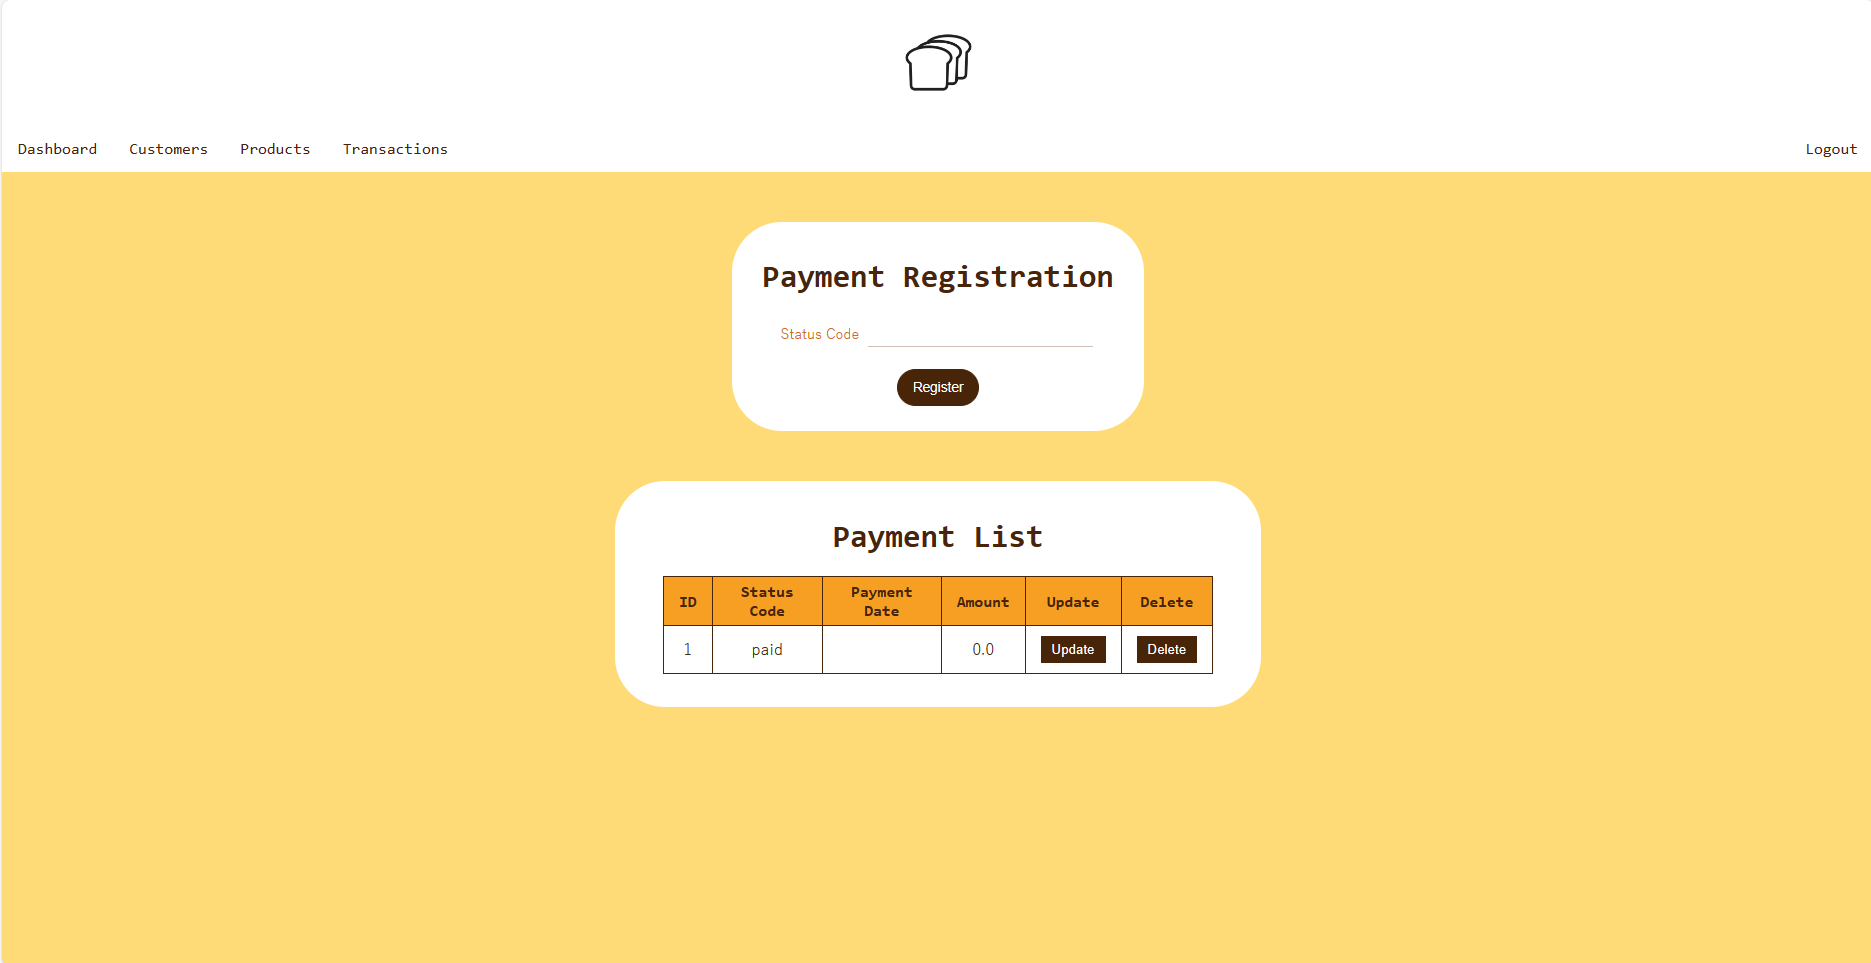 Dashboard Customers Products Transactions Logout
Payment Registration
Status Code
Register
Payment List
ID Status Code Payment Date Amount Update Delete
1 paid 0.0 Update Delete